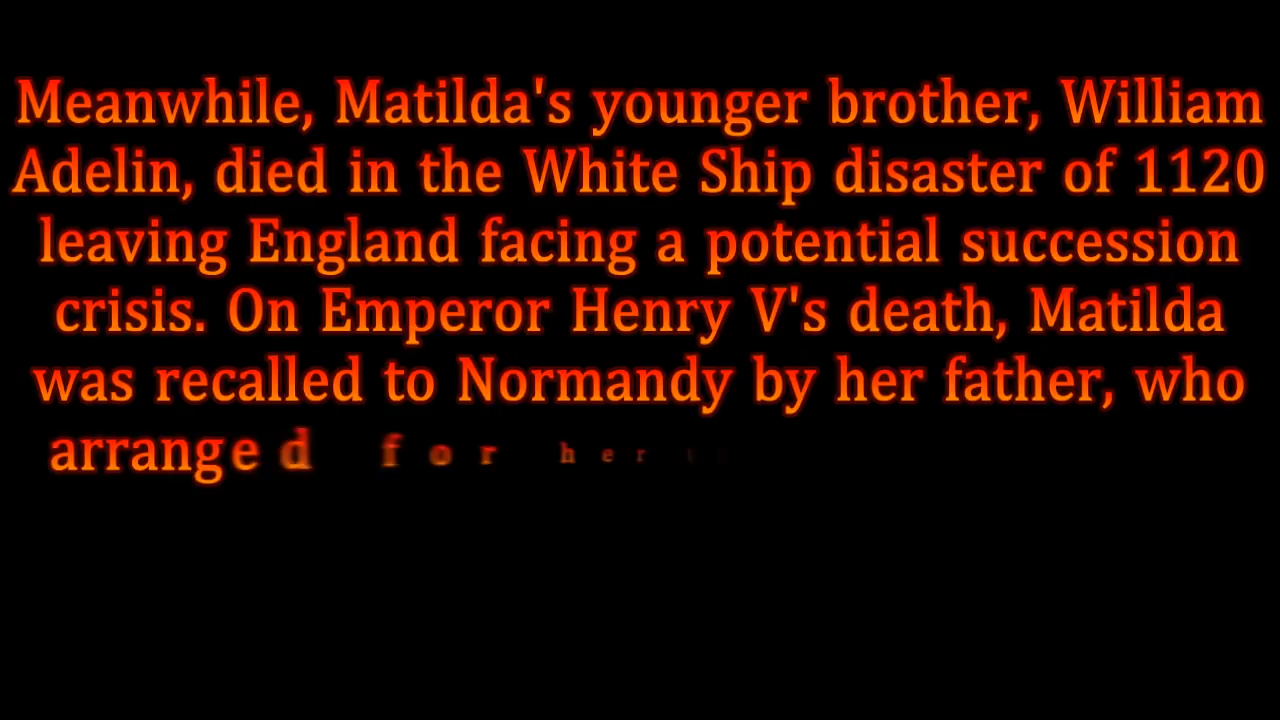 Meanwhile, Matilda's younger brother, William
Adelin, died in the White Ship disaster of 1120
leaving England facing a potential succession
crisis. On Emperor Henry V's death, Matilda
was recalled to Normandy by her father, who
arranged for her